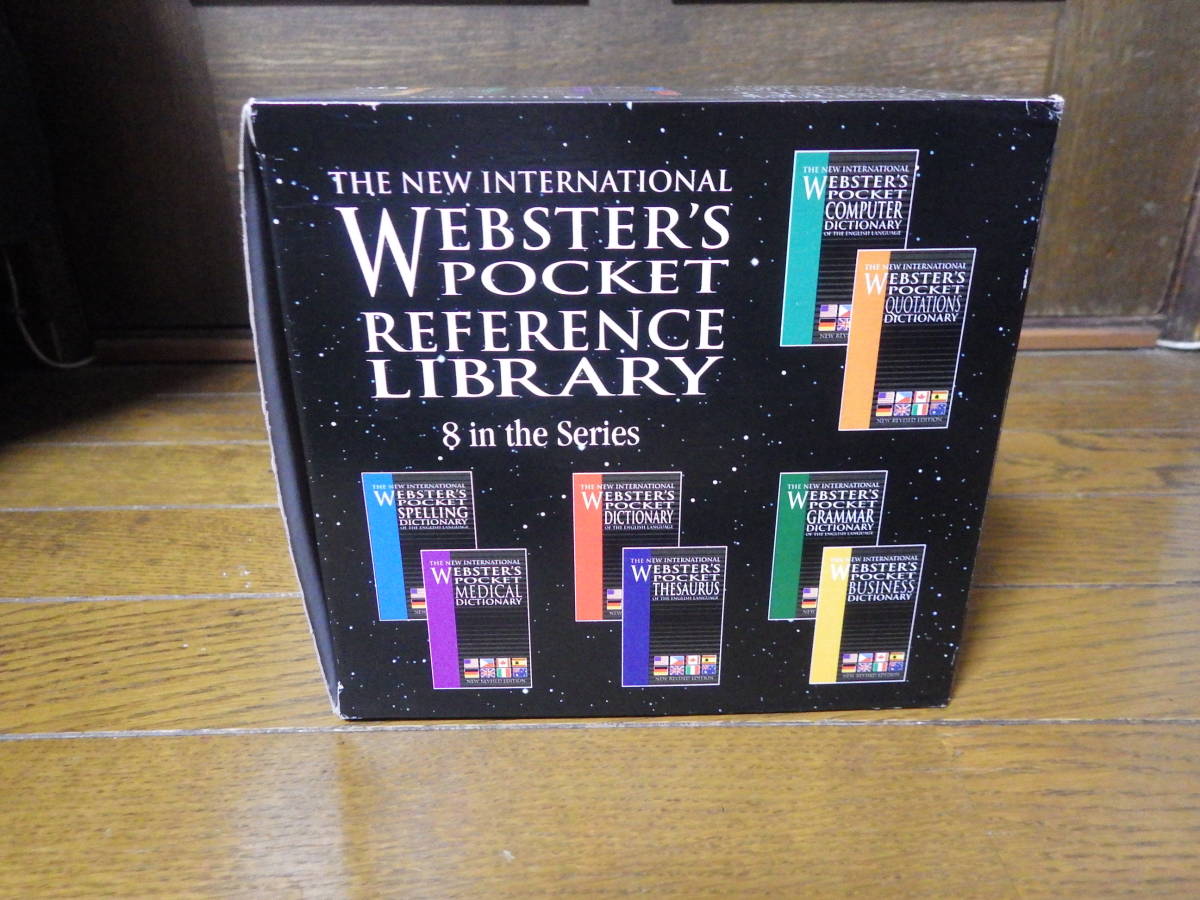 THE NEW INTERNATIONAL
WEBSTER'S
POCKET
REFERENCE
LIBRARY
8 in the Series
THE NEW INTERNATIONAL
WEBSTER'S
POCKET
COMPUTER
DICTIONARY
OF THE ENGLISH LANGUAGE
THE NEW INTERNATIONAL
WEBSTER'S
POCKET
QUOTATIONS
DICTIONARY
NEW REVISED EDITION
THE NEW INTERNATIONAL
WEBSTER'S
POCKET
SPELLING
DICTIONARY
OF THE ENGLISH LANGUAGE
THE NEW INTERNATIONAL
WEBSTER'S
POCKET
MEDICAL
DICTIONARY
NEW REVISED EDITION
THE NEW INTERNATIONAL
WEBSTER'S
POCKET
DICTIONARY
OF THE ENGLISH LANGUAGE
THE NEW INTERNATIONAL
WEBSTER'S
POCKET
THESAURUS
OF THE ENGLISH LANGUAGE
NEW REVISED EDITION
THE NEW INTERNATIONAL
WEBSTER'S
POCKET
GRAMMAR
DICTIONARY
OF THE ENGLISH LANGUAGE
THE NEW INTERNATIONAL
WEBSTER'S
POCKET
BUSINESS
DICTIONARY
NEW REVISED EDITION